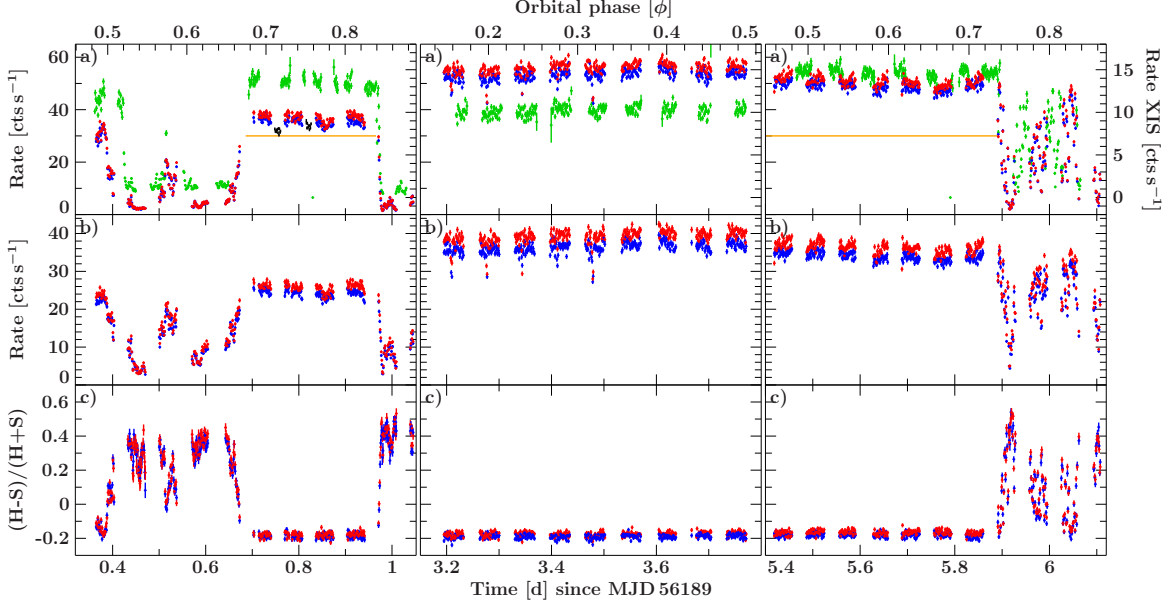 Orbital phase [ϕ]
0.5 0.6 0.7 0.8 0.2 0.3 0.4 0.5 0.5 0.6 0.7 0.8
a) a) a)
60
40
20
0
Rate [cts s⁻¹]
15
10
5
0
Rate XIS [cts s⁻¹]
b) b) b)
40
30
20
10
0
Rate [cts s⁻¹]
c) c) c)
0.6
0.4
0.2
0
-0.2
(H-S)/(H+S)
0.4 0.6 0.8 1 3.2 3.4 3.6 5.4 5.6 5.8 6
Time [d] since MJD 56189